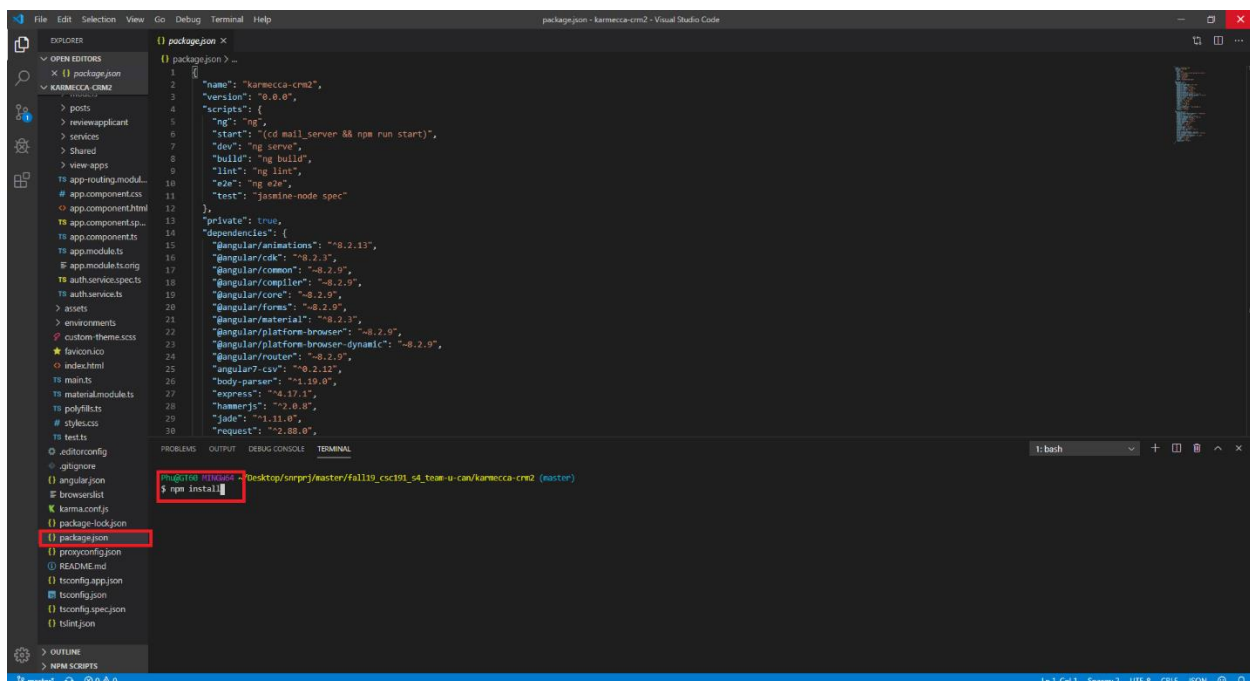 File Edit Selection View Go Debug Terminal Help package.json - karmecca-crm2 - Visual Studio Code
EXPLORER
OPEN EDITORS
{} package.json
KARMECCA-CRM2
posts
reviewapplicant
services
Shared
view-apps
TS app-routing.modul...
# app.component.css
<> app.component.html
TS app.component.sp...
TS app.component.ts
TS app.module.ts
app.module.ts.orig
TS auth.service.spec.ts
TS auth.service.ts
assets
environments
custom-theme.scss
favicon.ico
<> index.html
TS main.ts
TS material.module.ts
TS polyfills.ts
# styles.css
TS test.ts
.editorconfig
.gitignore
{} angular.json
browserslist
karma.conf.js
{} package-lock.json
{} package.json
{} proxyconfig.json
README.md
{} tsconfig.app.json
tsconfig.json
{} tsconfig.spec.json
{} tslint.json
OUTLINE
NPM SCRIPTS
{} package.json ×
{} package.json > ...
1 {
2 "name": "karmecca-crm2",
3 "version": "0.0.0",
4 "scripts": {
5 "ng": "ng",
6 "start": "(cd mail_server && npm run start)",
7 "dev": "ng serve",
8 "build": "ng build",
9 "lint": "ng lint",
10 "e2e": "ng e2e",
11 "test": "jasmine-node spec"
12 },
13 "private": true,
14 "dependencies": {
15 "@angular/animations": "^8.2.13",
16 "@angular/cdk": "^8.2.3",
17 "@angular/common": "~8.2.9",
18 "@angular/compiler": "~8.2.9",
19 "@angular/core": "~8.2.9",
20 "@angular/forms": "~8.2.9",
21 "@angular/material": "^8.2.3",
22 "@angular/platform-browser": "~8.2.9",
23 "@angular/platform-browser-dynamic": "~8.2.9",
24 "@angular/router": "~8.2.9",
25 "angular7-csv": "^0.2.12",
26 "body-parser": "^1.19.0",
27 "express": "^4.17.1",
28 "hammerjs": "^2.0.8",
29 "jade": "^1.11.0",
30 "request": "^2.88.0",
PROBLEMS OUTPUT DEBUG CONSOLE TERMINAL 1: bash
Phu@GT60 MINGW64 ~/Desktop/snrprj/master/fall19_csc191_s4_team-u-can/karmecca-crm2 (master)
$ npm install